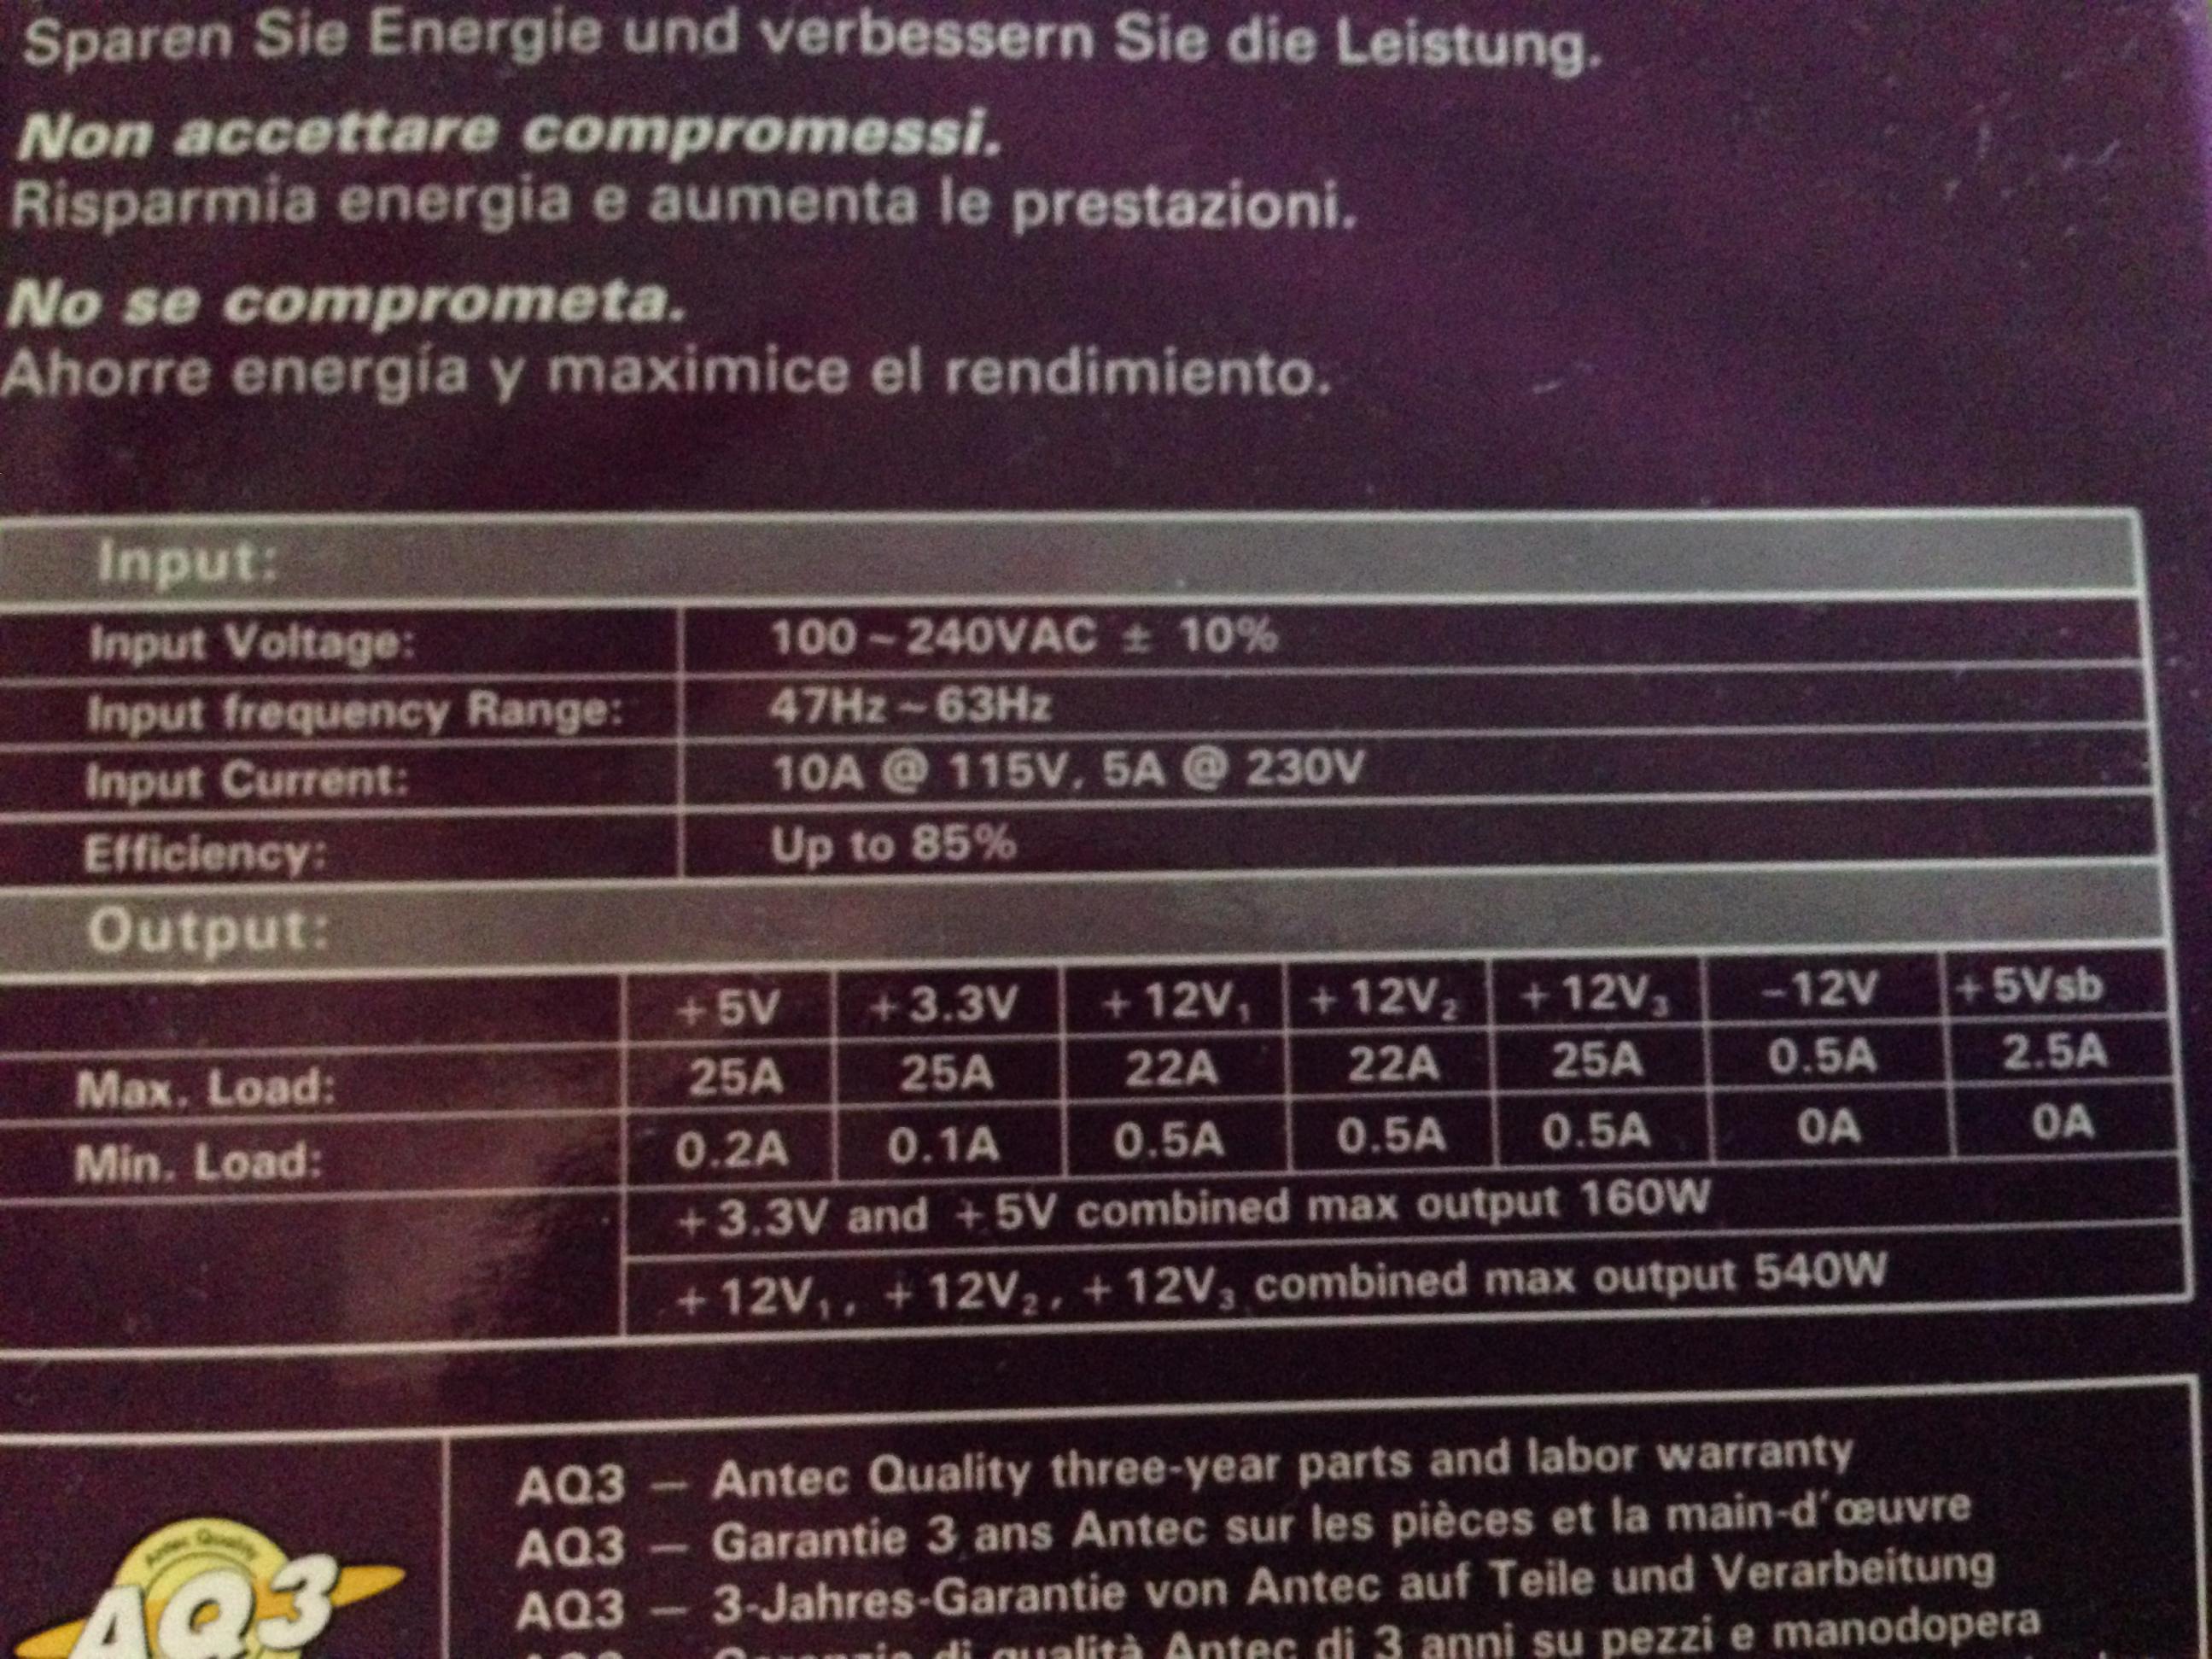 Sparen Sie Energie und verbessern Sie die Leistung.
Non accettare compromessi.
Risparmia energia e aumenta le prestazioni.
No se comprometa.
Ahorre energía y maximice el rendimiento.
Input:
Input Voltage: 100 ~ 240VAC ± 10%
Input frequency Range: 47Hz ~ 63Hz
Input Current: 10A @ 115V, 5A @ 230V
Efficiency: Up to 85%
Output:
+5V +3.3V +12V₁ +12V₂ +12V₃ -12V +5Vsb
Max. Load: 25A 25A 22A 22A 25A 0.5A 2.5A
Min. Load: 0.2A 0.1A 0.5A 0.5A 0.5A 0A 0A
+3.3V and +5V combined max output 160W
+12V₁, +12V₂, +12V₃ combined max output 540W
Antec Quality
AQ3
AQ3 — Antec Quality three-year parts and labor warranty
AQ3 — Garantie 3 ans Antec sur les pièces et la main-d'œuvre
AQ3 — 3-Jahres-Garantie von Antec auf Teile und Verarbeitung
AQ3 — Garanzia di qualità Antec di 3 anni su pezzi e manodopera